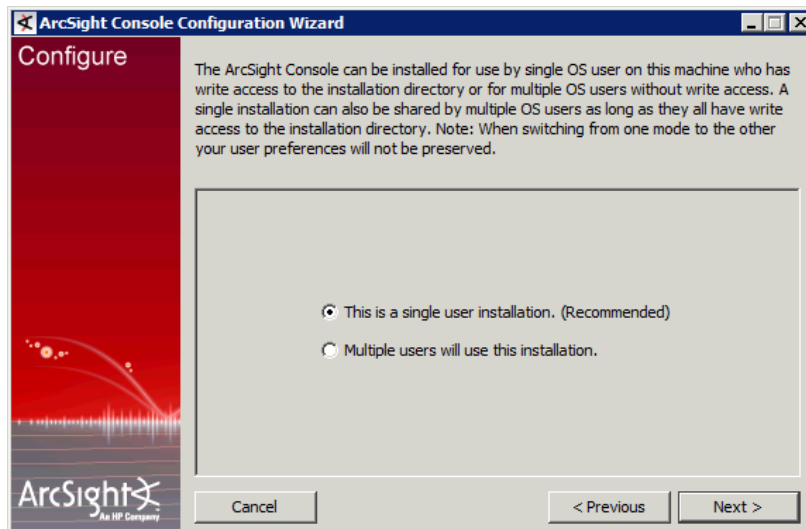 ArcSight Console Configuration Wizard
Configure
The ArcSight Console can be installed for use by single OS user on this machine who has
write access to the installation directory or for multiple OS users without write access. A
single installation can also be shared by multiple OS users as long as they all have write
access to the installation directory. Note: When switching from one mode to the other
your user preferences will not be preserved.
This is a single user installation. (Recommended)
Multiple users will use this installation.
ArcSight
An HP Company
Cancel
< Previous
Next >